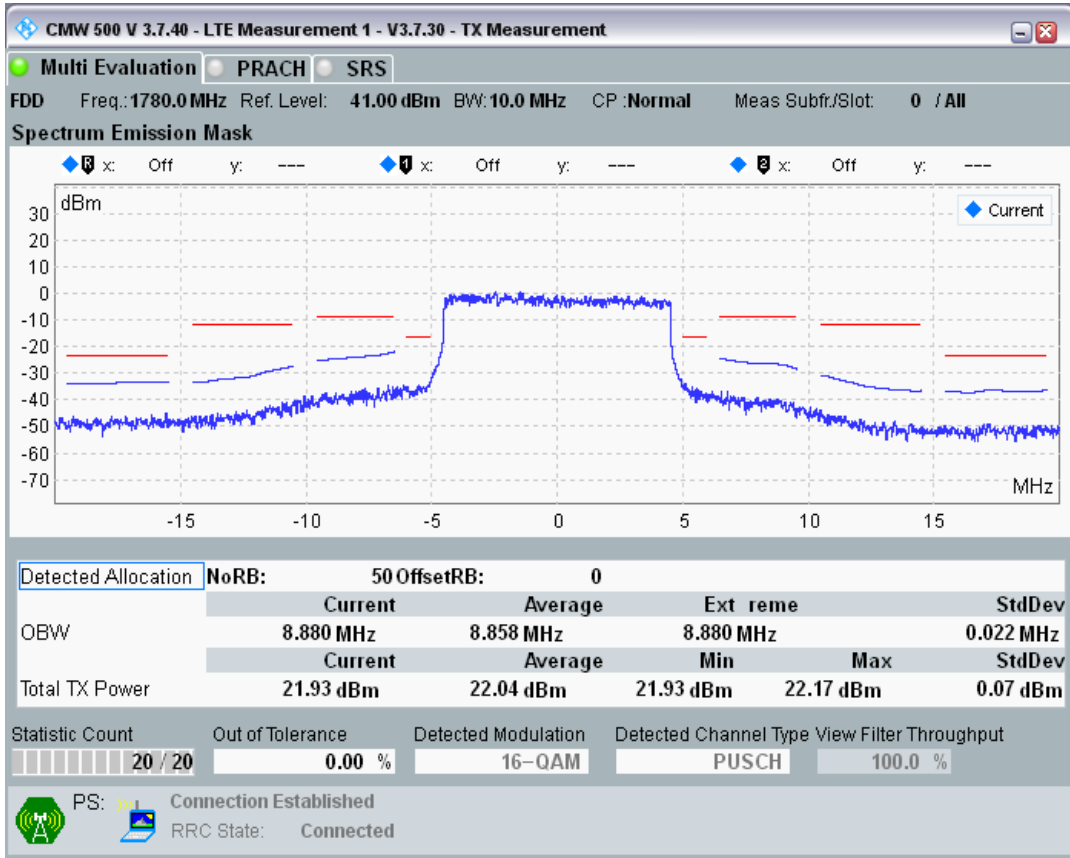 CMW 500 V 3.7.40 - LTE Measurement 1 - V3.7.30 - TX Measurement
Multi Evaluation PRACH SRS
FDD Freq.: 1780.0 MHz Ref. Level: 41.00 dBm BW: 10.0 MHz CP : Normal Meas Subfr./Slot: 0 / All
Spectrum Emission Mask
R x: Off y: --- 1 x: Off y: --- 2 x: Off y: ---
dBm
Current
30
20
10
0
-10
-20
-30
-40
-50
-60
-70
MHz
-15 -10 -5 0 5 10 15
Detected Allocation NoRB: 50 OffsetRB: 0
Current Average Ext reme StdDev
OBW 8.880 MHz 8.858 MHz 8.880 MHz 0.022 MHz
Current Average Min Max StdDev
Total TX Power 21.93 dBm 22.04 dBm 21.93 dBm 22.17 dBm 0.07 dBm
Statistic Count Out of Tolerance Detected Modulation Detected Channel Type View Filter Throughput
20 / 20 0.00 % 16-QAM PUSCH 100.0 %
PS: Connection Established
RRC State: Connected